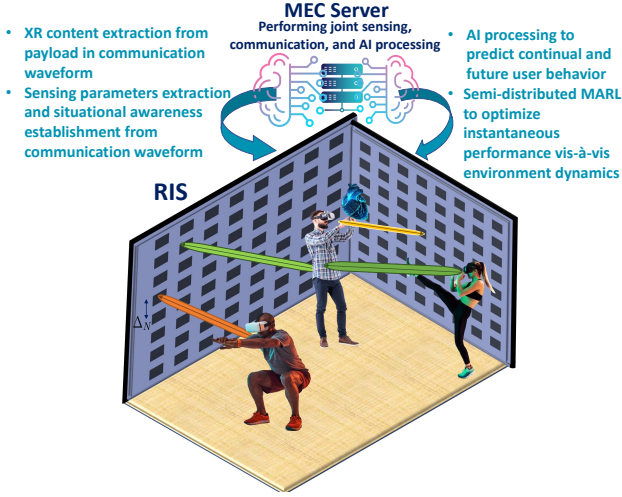 MEC Server
Performing joint sensing,
communication, and AI processing
• XR content extraction from
payload in communication
waveform
• Sensing parameters extraction
and situational awareness
establishment from
communication waveform
• AI processing to
predict continual and
future user behavior
• Semi-distributed MARL
to optimize
instantaneous
performance vis-à-vis
environment dynamics
RIS
Δ_N